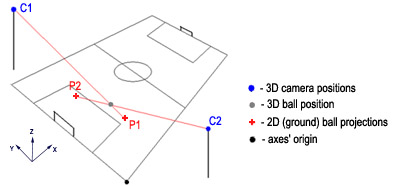 C1
P2
P1
C2
Z
Y
X
- 3D camera positions
- 3D ball position
- 2D (ground) ball projections
- axes' origin